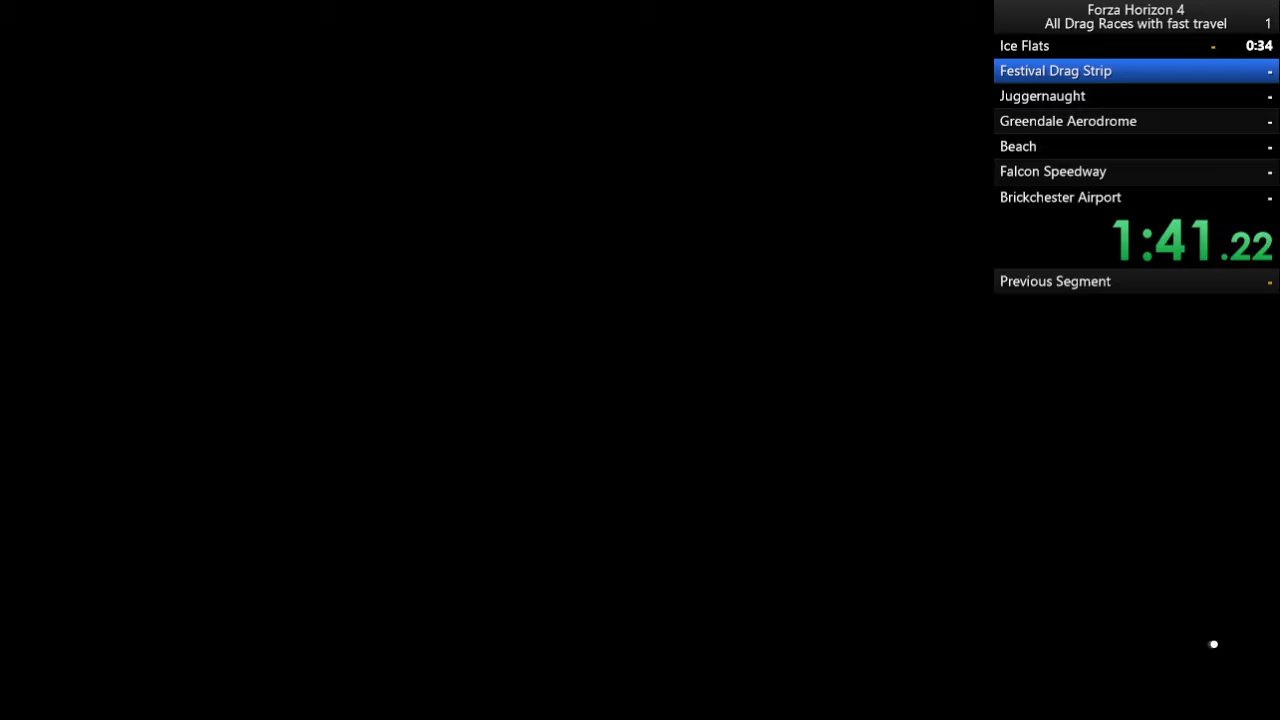 Forza Horizon 4
All Drag Races with fast travel 1
Ice Flats - 0:34
Festival Drag Strip -
Juggernaught -
Greendale Aerodrome -
Beach -
Falcon Speedway -
Brickchester Airport -
1:41.22
Previous Segment -